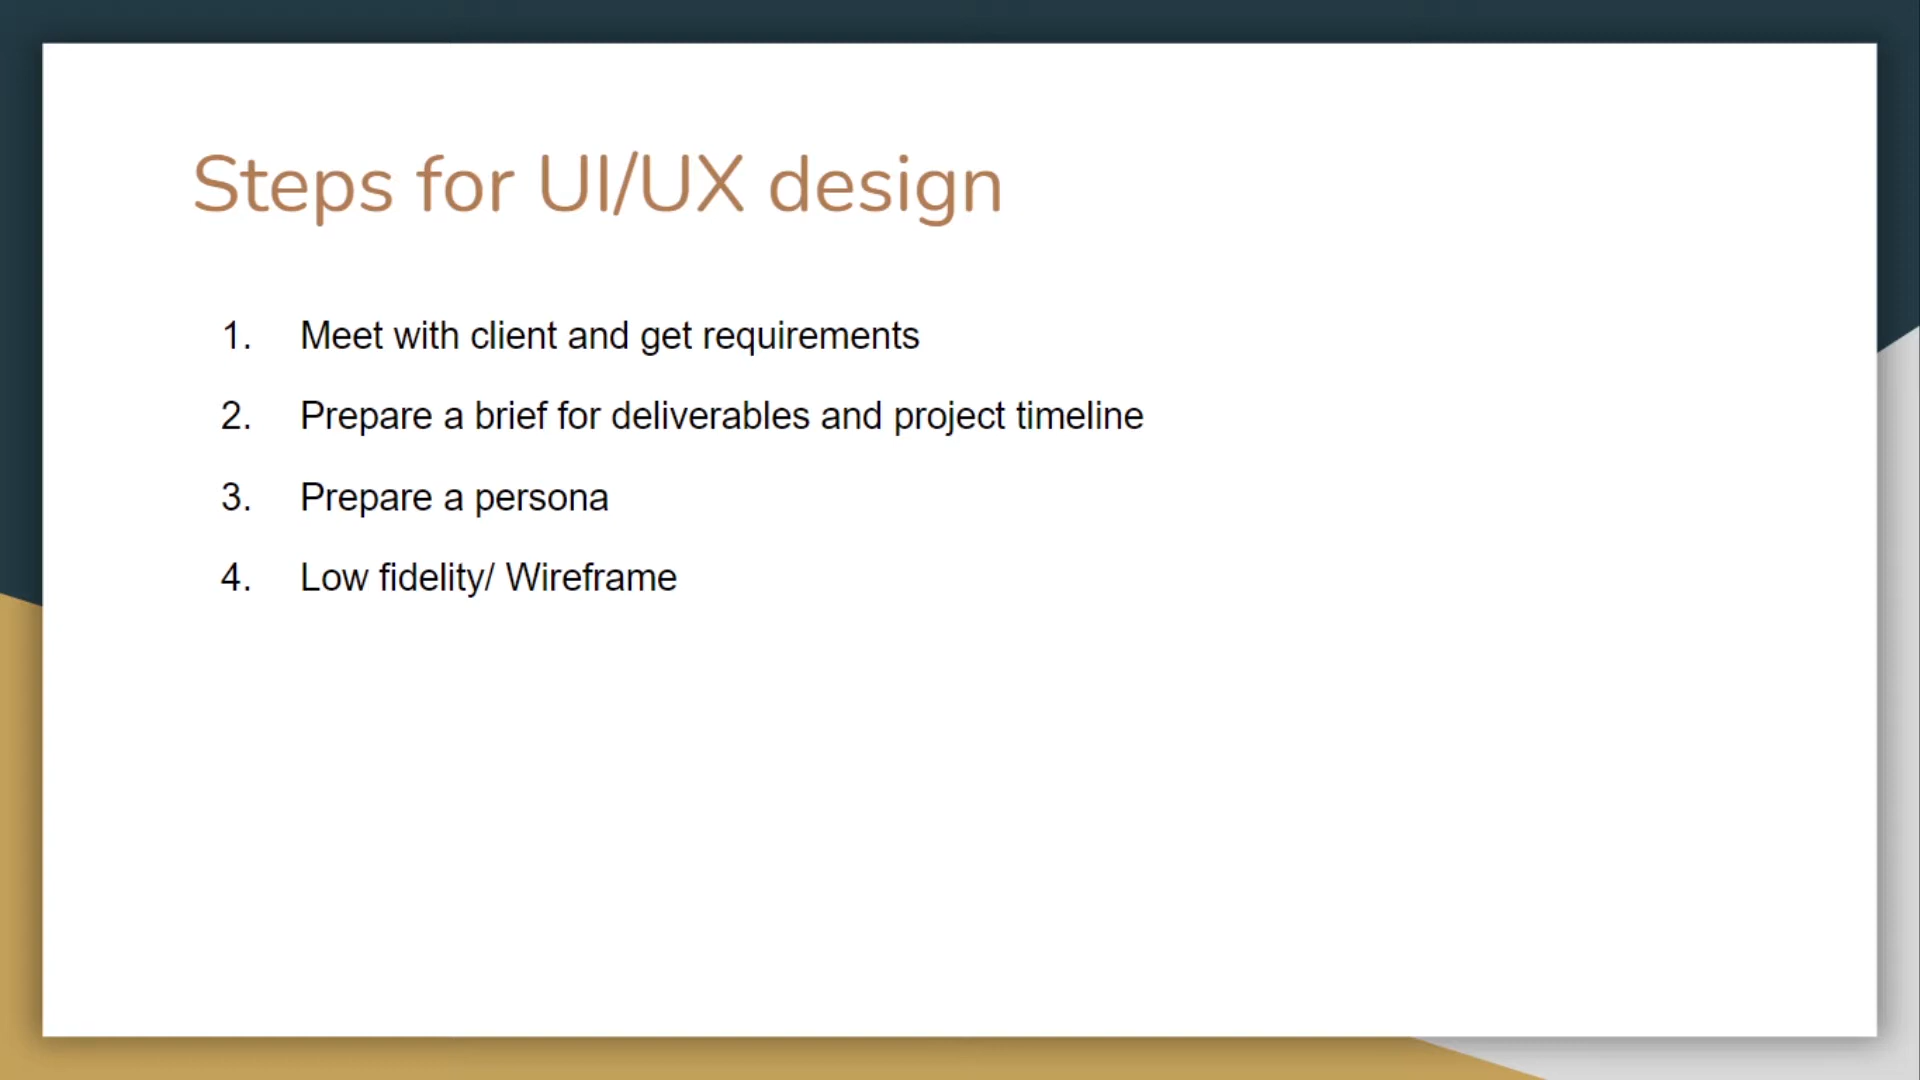 Steps for UI/UX design
1. Meet with client and get requirements
2. Prepare a brief for deliverables and project timeline
3. Prepare a persona
4. Low fidelity/ Wireframe